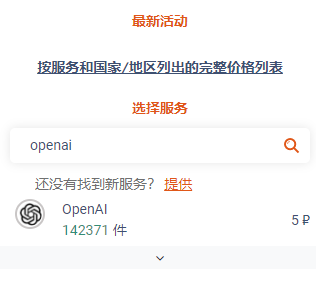 最新活动
按服务和国家/地区列出的完整价格列表
选择服务
openai
还没有找到新服务？ 提供
OpenAI
142371 件
5 ₽